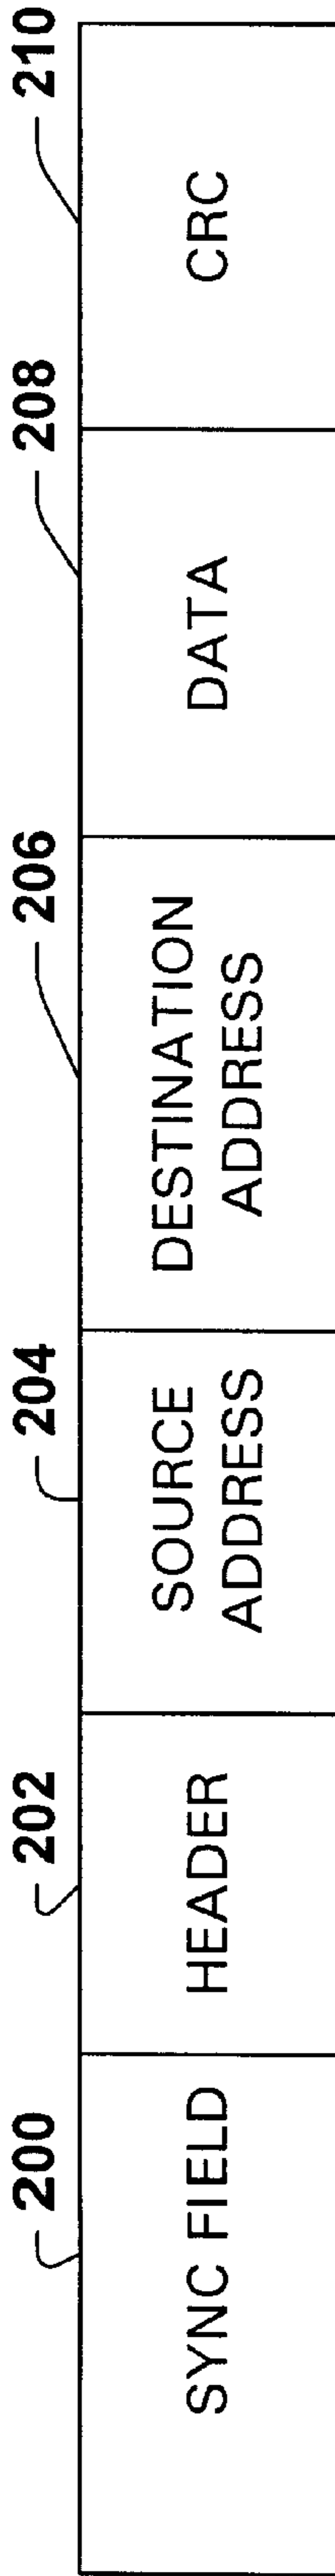 200
202
204
206
208
210
SYNC FIELD
HEADER
SOURCE
ADDRESS
DESTINATION
ADDRESS
DATA
CRC